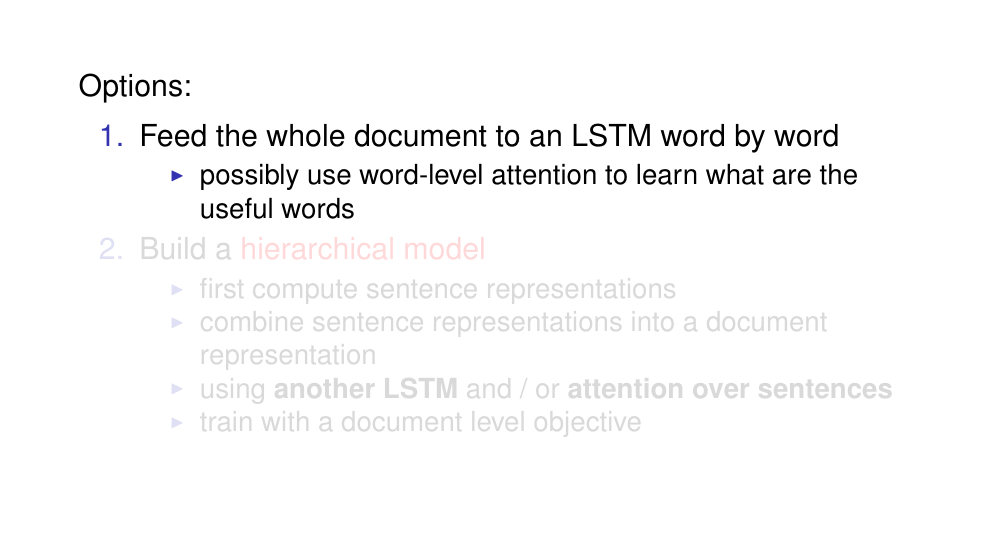 Options:
1. Feed the whole document to an LSTM word by word
▶ possibly use word-level attention to learn what are the
useful words
2. Build a hierarchical model
▶ first compute sentence representations
▶ combine sentence representations into a document
representation
▶ using another LSTM and / or attention over sentences
▶ train with a document level objective